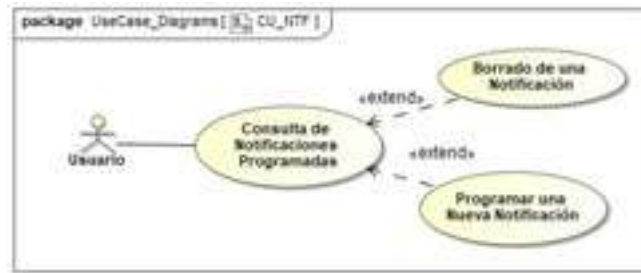 package UseCase_Diagrams [ CU_NTF ]
Borrado de una
Notificación
«extend»
Consulta de
Notificaciones
Programadas
Usuario
«extend»
Programar una
Nueva Notificación